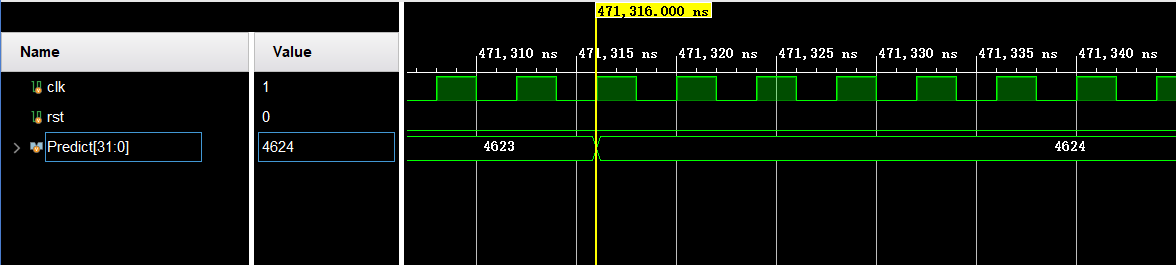 471,316.000 ns
Name Value 471,310 ns 471,315 ns 471,320 ns 471,325 ns 471,330 ns 471,335 ns 471,340 ns
clk 1
rst 0
Predict[31:0] 4624 4623 4624